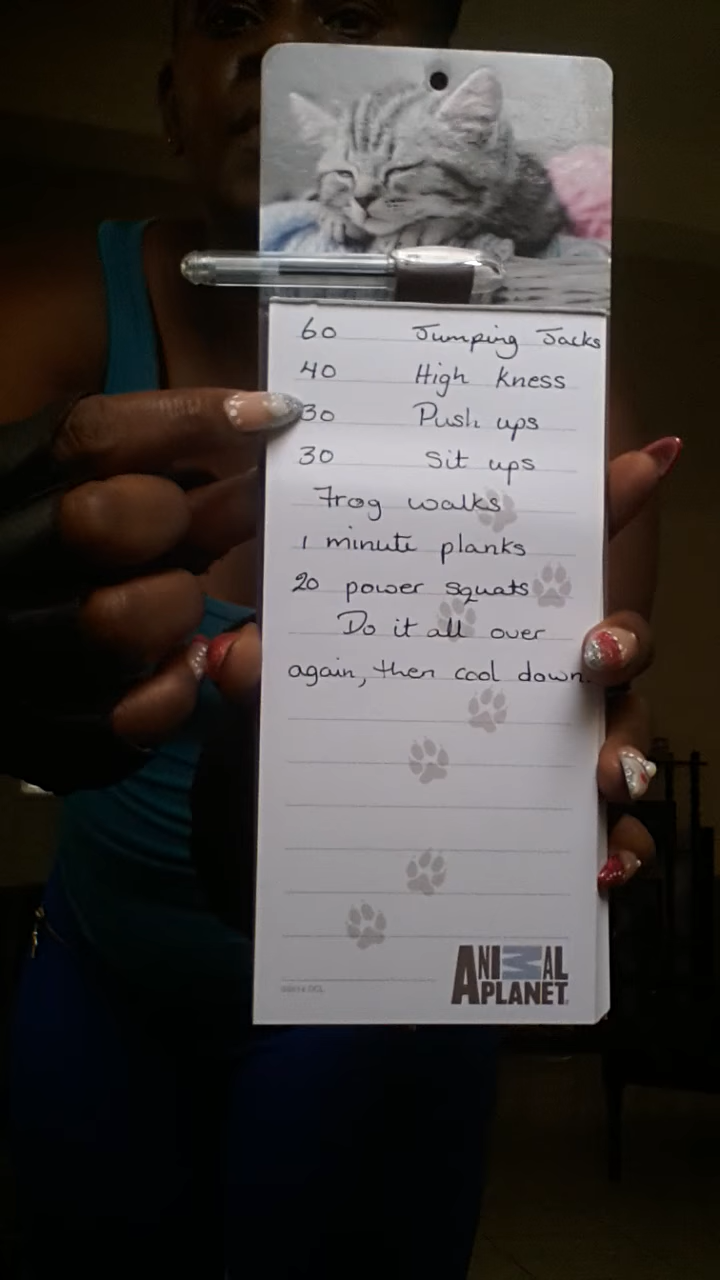 60 Jumping Jacks
40 High kness
30 Push ups
30 Sit ups
Frog walks
1 minute planks
20 power squats
Do it all over
again, then cool down.
ANIMAL
PLANET